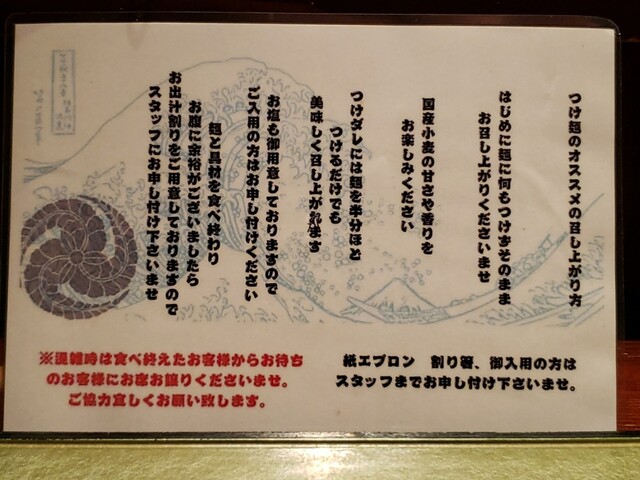 つけ麺のオススメの召し上がり方
はじめに麺に何もつけずそのまま
お召し上がりくださいませ
国産小麦の甘さや香りを
お楽しみください
つけダレには麺を半分ほど
つけるだけでも
美味しく召し上がれます
お塩も御用意しておりますので
ご入用の方はお申し付けください
麺と具材を食べ終わり
お腹に余裕がございましたら
お出汁割りをご用意しておりますので
スタッフにお申し付け下さいませ
紙エプロン 割り箸、御入用の方は
スタッフまでお申し付け下さいませ。
※混雑時は食べ終えたお客様からお待ち
のお客様にお席お譲りくださいませ。
ご協力宜しくお願い致します。